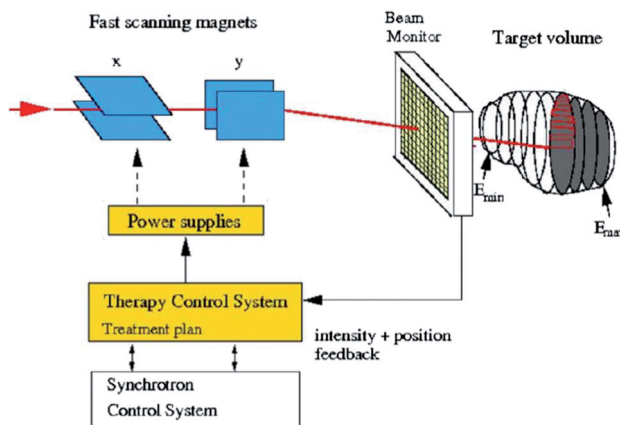 Fast scanning magnets
Beam
Monitor
Target volume
x
y
E min
E max
Power supplies
Therapy Control System
Treatment plan
intensity + position
feedback
Synchrotron
Control System